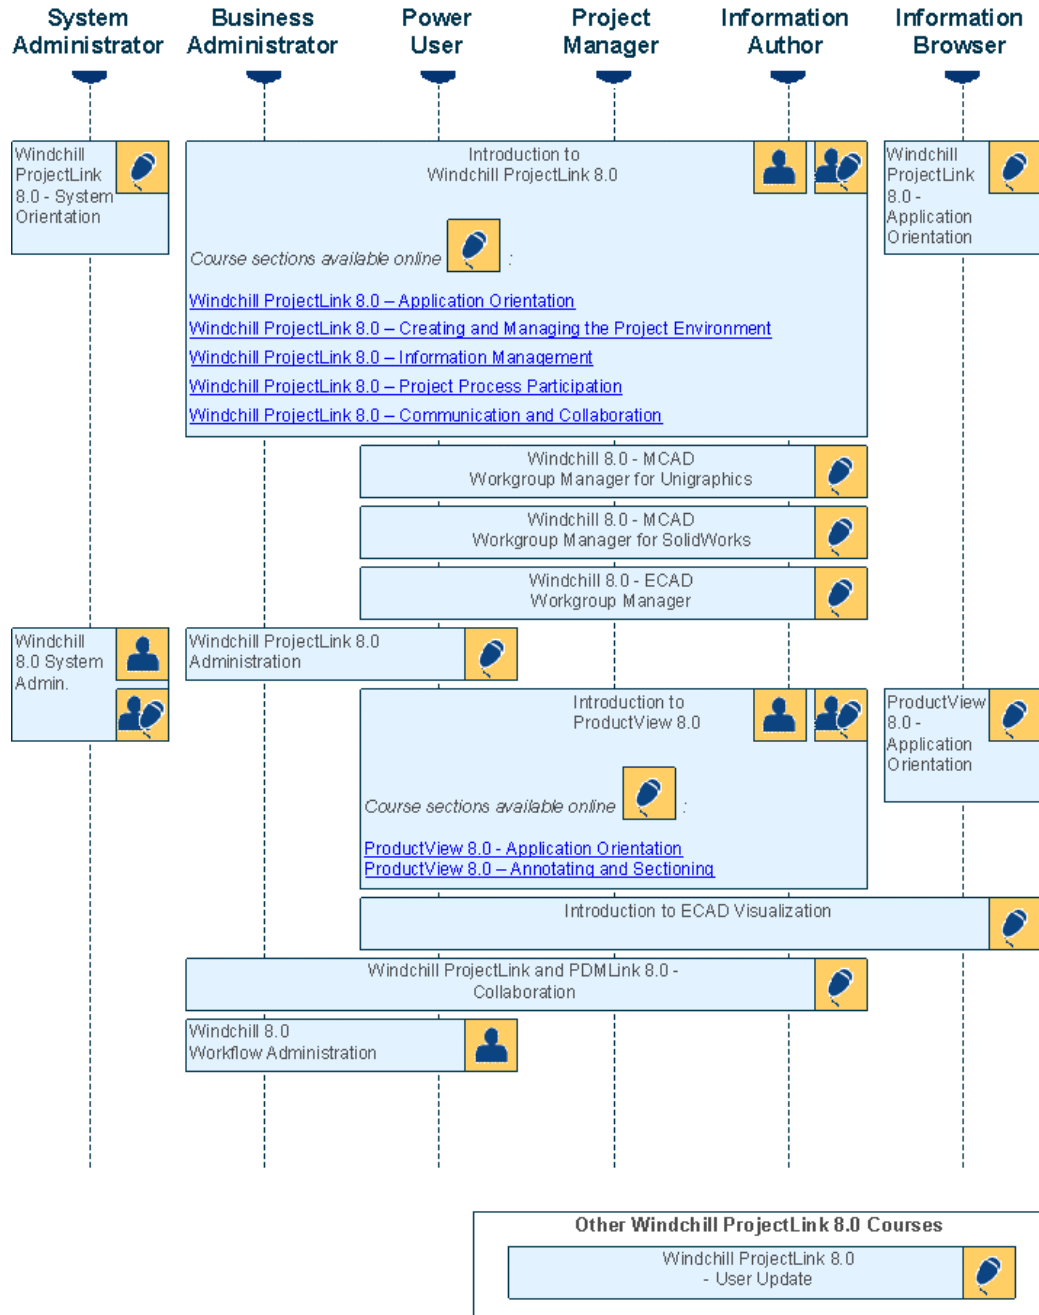 System Administrator
Business Administrator
Power User
Project Manager
Information Author
Information Browser
Windchill
ProjectLink
8.0 - System
Orientation
Introduction to
Windchill ProjectLink 8.0
Course sections available online :
Windchill ProjectLink 8.0 – Application Orientation
Windchill ProjectLink 8.0 – Creating and Managing the Project Environment
Windchill ProjectLink 8.0 – Information Management
Windchill ProjectLink 8.0 – Project Process Participation
Windchill ProjectLink 8.0 – Communication and Collaboration
Windchill
ProjectLink
8.0 -
Application
Orientation
Windchill 8.0 - MCAD
Workgroup Manager for Unigraphics
Windchill 8.0 - MCAD
Workgroup Manager for SolidWorks
Windchill 8.0 - ECAD
Workgroup Manager
Windchill
8.0 System
Admin.
Windchill ProjectLink 8.0
Administration
Introduction to
ProductView 8.0
Course sections available online :
ProductView 8.0 - Application Orientation
ProductView 8.0 – Annotating and Sectioning
ProductView
8.0 -
Application
Orientation
Introduction to ECAD Visualization
Windchill ProjectLink and PDMLink 8.0 -
Collaboration
Windchill 8.0
Workflow Administration
Other Windchill ProjectLink 8.0 Courses
Windchill ProjectLink 8.0
- User Update